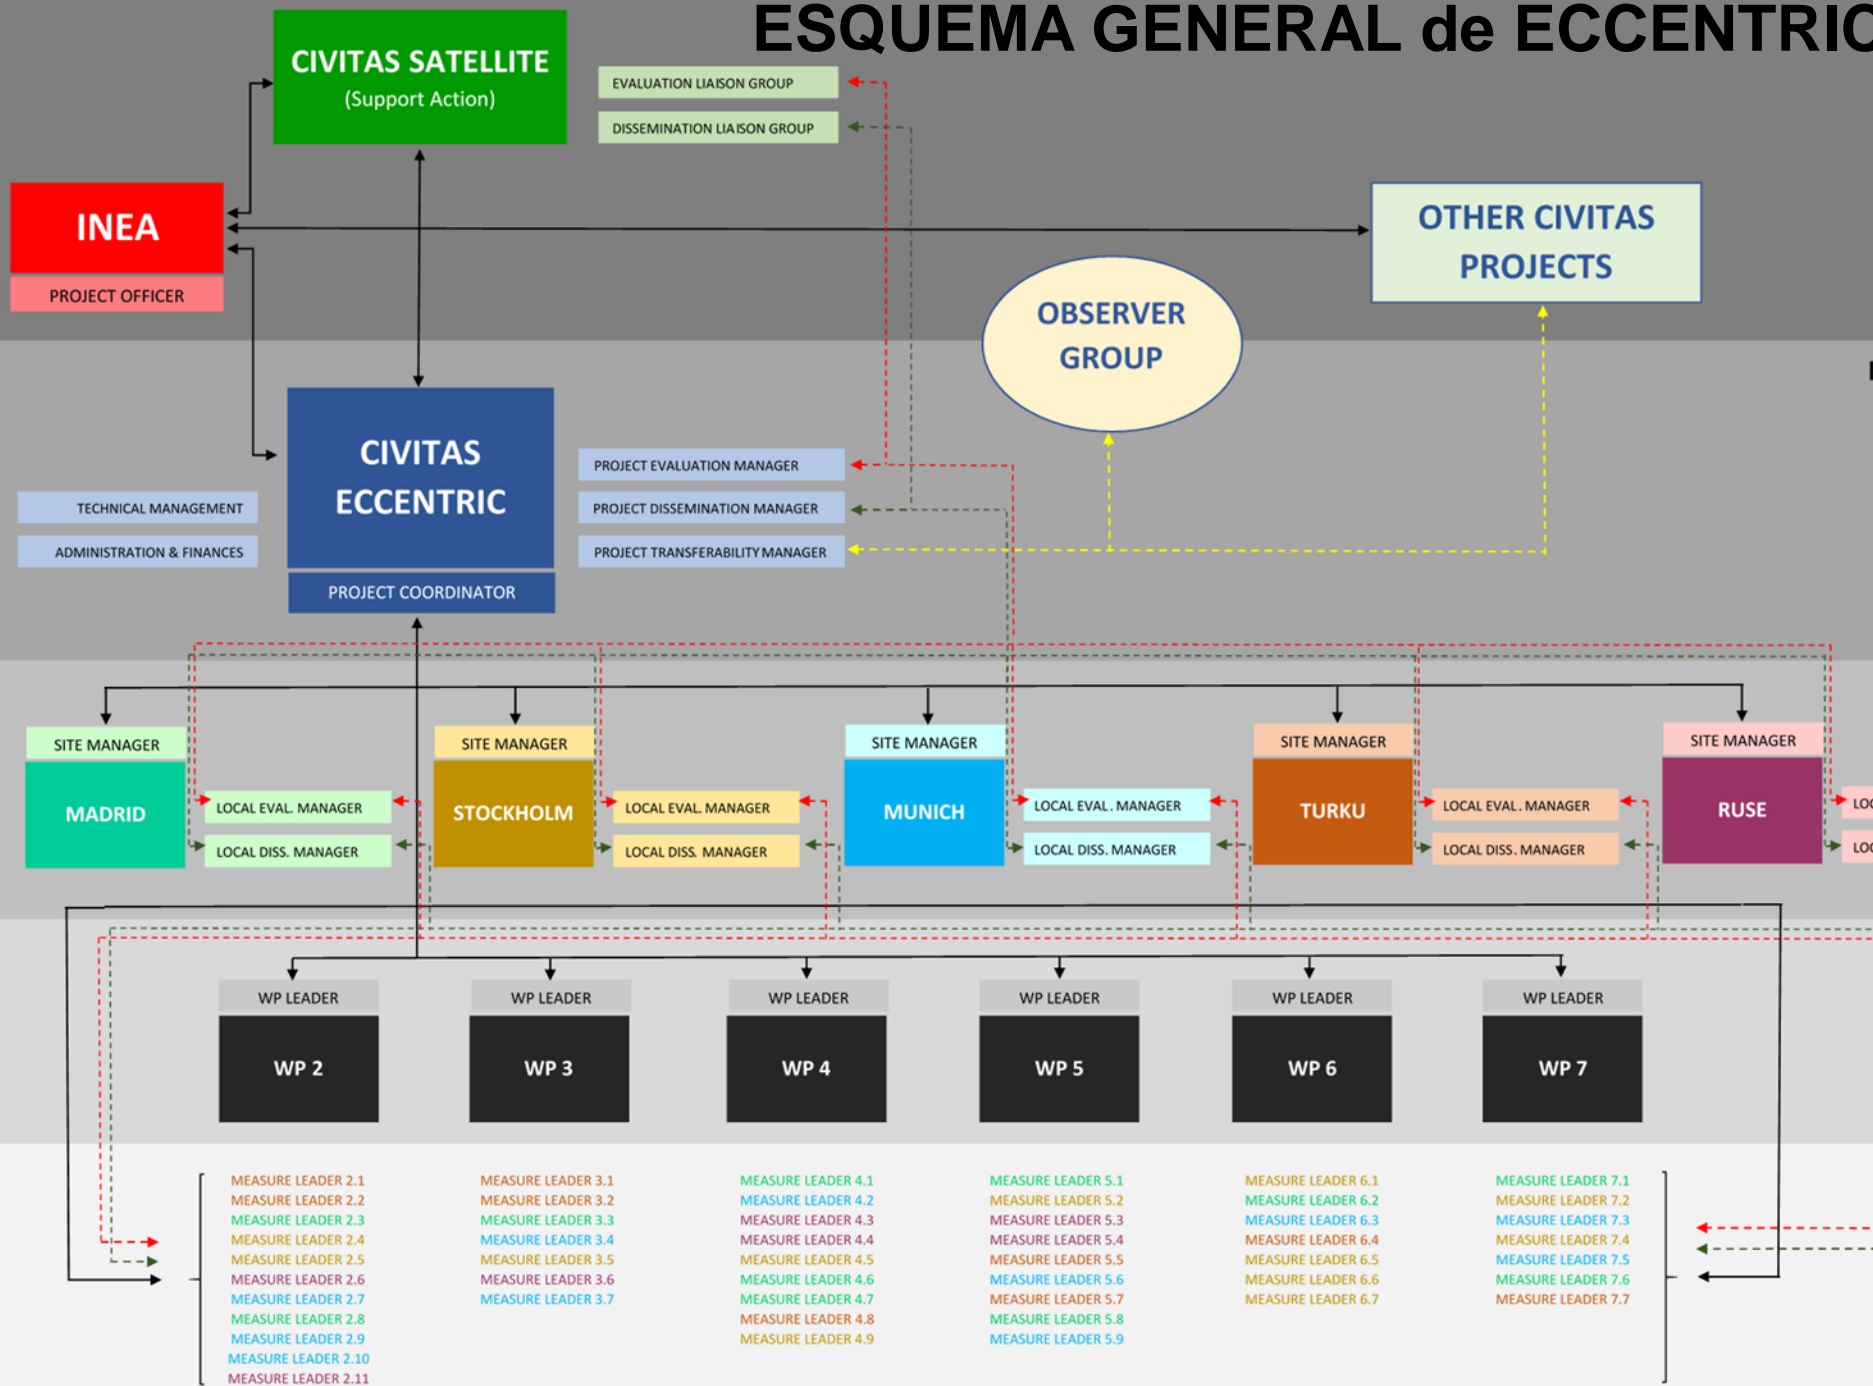 ESQUEMA GENERAL de ECCENTRIC
CIVITAS SATELLITE
(Support Action)
EVALUATION LIAISON GROUP
DISSEMINATION LIAISON GROUP
INEA
PROJECT OFFICER
OTHER CIVITAS
PROJECTS
OBSERVER
GROUP
CIVITAS
ECCENTRIC
PROJECT COORDINATOR
TECHNICAL MANAGEMENT
ADMINISTRATION & FINANCES
PROJECT EVALUATION MANAGER
PROJECT DISSEMINATION MANAGER
PROJECT TRANSFERABILITY MANAGER
SITE MANAGER
MADRID
LOCAL EVAL. MANAGER
LOCAL DISS. MANAGER
SITE MANAGER
STOCKHOLM
LOCAL EVAL. MANAGER
LOCAL DISS. MANAGER
SITE MANAGER
MUNICH
LOCAL EVAL. MANAGER
LOCAL DISS. MANAGER
SITE MANAGER
TURKU
LOCAL EVAL. MANAGER
LOCAL DISS. MANAGER
SITE MANAGER
RUSE
WP LEADER
WP 2
WP LEADER
WP 3
WP LEADER
WP 4
WP LEADER
WP 5
WP LEADER
WP 6
WP LEADER
WP 7
MEASURE LEADER 2.1
MEASURE LEADER 2.2
MEASURE LEADER 2.3
MEASURE LEADER 2.4
MEASURE LEADER 2.5
MEASURE LEADER 2.6
MEASURE LEADER 2.7
MEASURE LEADER 2.8
MEASURE LEADER 2.9
MEASURE LEADER 2.10
MEASURE LEADER 2.11
MEASURE LEADER 3.1
MEASURE LEADER 3.2
MEASURE LEADER 3.3
MEASURE LEADER 3.4
MEASURE LEADER 3.5
MEASURE LEADER 3.6
MEASURE LEADER 3.7
MEASURE LEADER 4.1
MEASURE LEADER 4.2
MEASURE LEADER 4.3
MEASURE LEADER 4.4
MEASURE LEADER 4.5
MEASURE LEADER 4.6
MEASURE LEADER 4.7
MEASURE LEADER 4.8
MEASURE LEADER 4.9
MEASURE LEADER 5.1
MEASURE LEADER 5.2
MEASURE LEADER 5.3
MEASURE LEADER 5.4
MEASURE LEADER 5.5
MEASURE LEADER 5.6
MEASURE LEADER 5.7
MEASURE LEADER 5.8
MEASURE LEADER 5.9
MEASURE LEADER 6.1
MEASURE LEADER 6.2
MEASURE LEADER 6.3
MEASURE LEADER 6.4
MEASURE LEADER 6.5
MEASURE LEADER 6.6
MEASURE LEADER 6.7
MEASURE LEADER 7.1
MEASURE LEADER 7.2
MEASURE LEADER 7.3
MEASURE LEADER 7.4
MEASURE LEADER 7.5
MEASURE LEADER 7.6
MEASURE LEADER 7.7